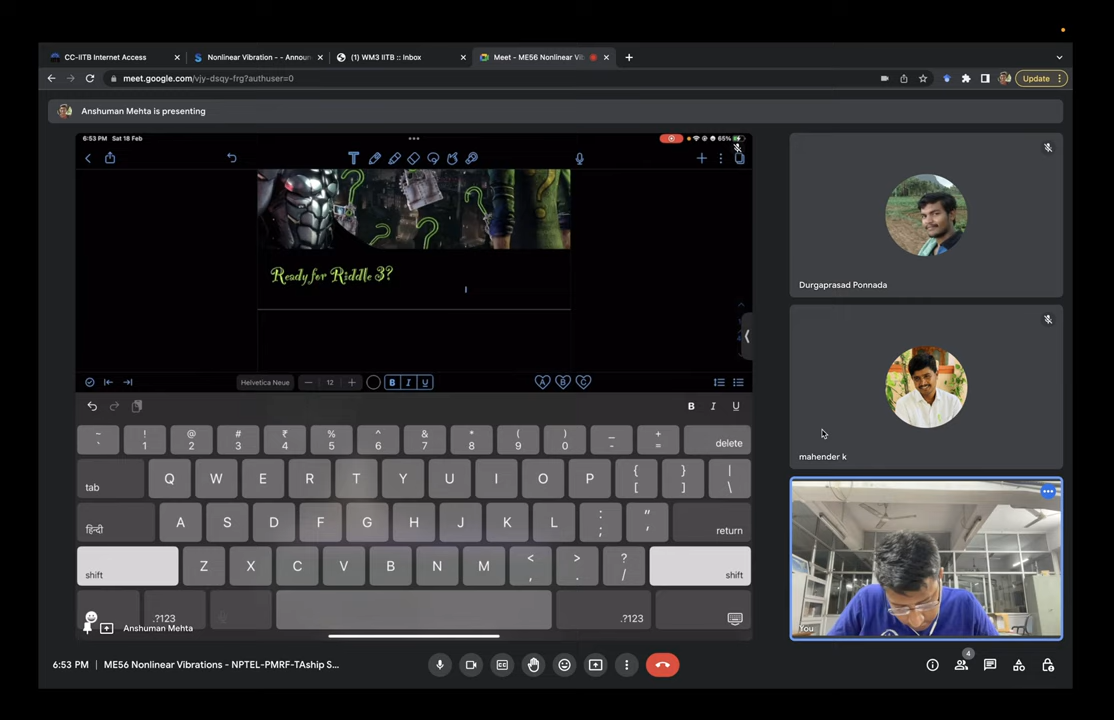 CC-IITB Internet Access
Nonlinear Vibration - - Announ
(1) WM3 IITB :: Inbox
Meet - ME56 Nonlinear Vib
meet.google.com/vjy-dsqy-frg?authuser=0
Update
Anshuman Mehta is presenting
6:53 PM Sat 18 Feb
65%
T
Ready for Riddle 3?
Helvetica Neue
12
B I U
A B C
B I U
~ ` ! 1 @ 2 # 3 ₹ 4 % 5 ^ 6 & 7 * 8 ( 9 ) 0 _ - + = delete
tab Q W E R T Y U I O P { [ } ] | \
हिन्दी A S D F G H J K L : ; " ' return
shift Z X C V B N M < , > . ? / shift
.?123 .?123
Anshuman Mehta
Durgaprasad Ponnada
mahender k
You
6:53 PM | ME56 Nonlinear Vibrations - NPTEL-PMRF-TAship S...
CC
4